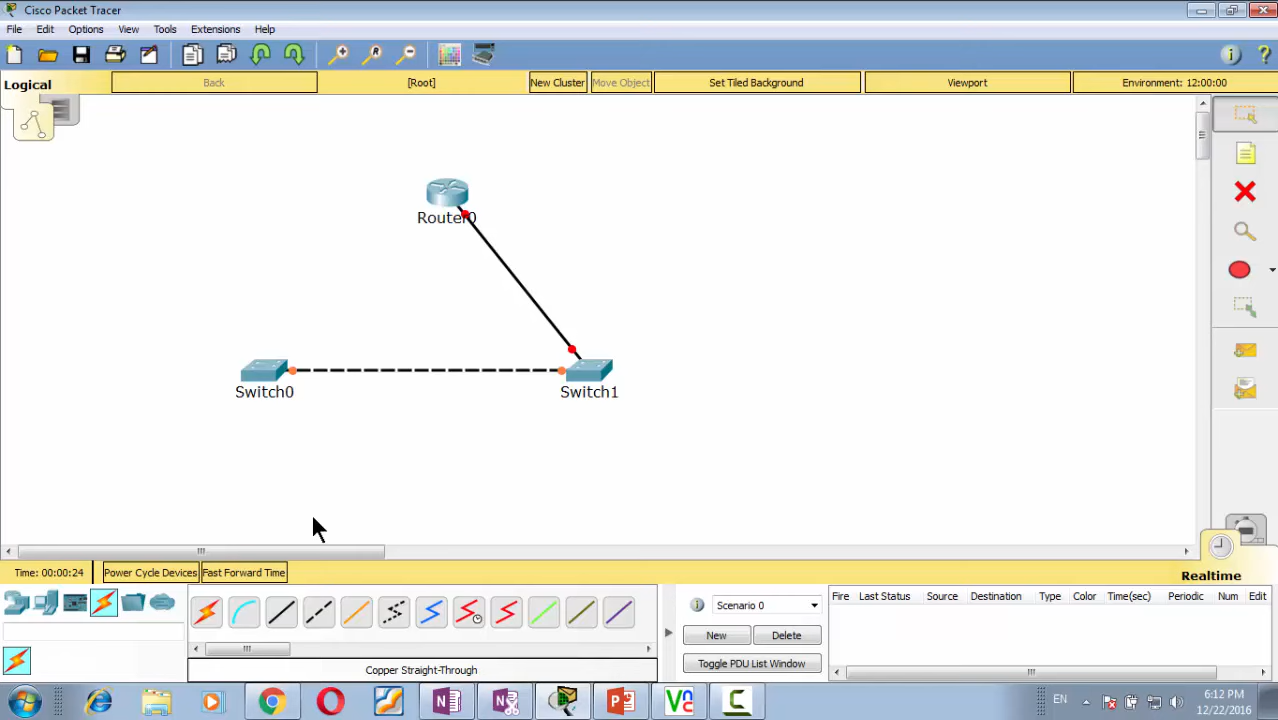 Cisco Packet Tracer
File Edit Options View Tools Extensions Help
Logical Back [Root] New Cluster Move Object Set Tiled Background Viewport Environment: 12:00:00
Router0
Switch0
Switch1
Time: 00:00:24 Power Cycle Devices Fast Forward Time
Realtime
Scenario 0
Fire Last Status Source Destination Type Color Time(sec) Periodic Num Edit
New Delete
Toggle PDU List Window
Copper Straight-Through
EN
6:12 PM
12/22/2016